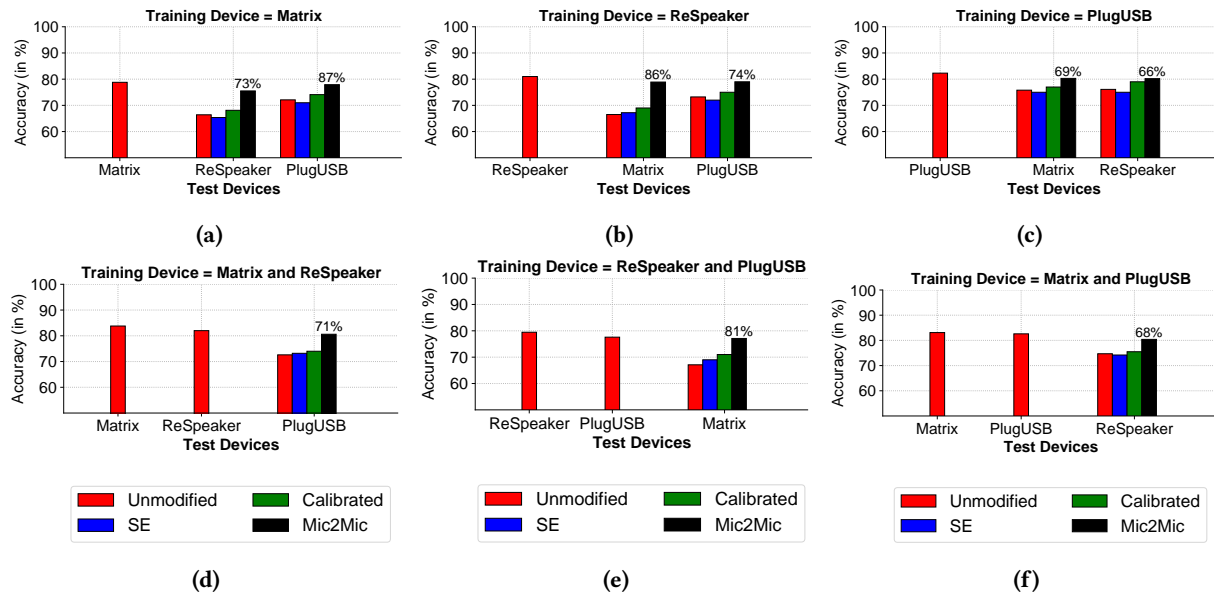 Training Device = Matrix
Accuracy (in %)
100
90
80
70
60
73%
87%
Matrix
ReSpeaker
PlugUSB
Test Devices
(a)
Training Device = ReSpeaker
Accuracy (in %)
100
90
80
70
60
86%
74%
ReSpeaker
Matrix
PlugUSB
Test Devices
(b)
Training Device = PlugUSB
Accuracy (in %)
100
90
80
70
60
69%
66%
PlugUSB
Matrix
ReSpeaker
Test Devices
(c)
Training Device = Matrix and ReSpeaker
Accuracy (in %)
100
90
80
70
60
71%
Matrix
ReSpeaker
PlugUSB
Test Devices
Unmodified
Calibrated
SE
Mic2Mic
(d)
Training Device = ReSpeaker and PlugUSB
Accuracy (in %)
100
90
80
70
60
81%
ReSpeaker
PlugUSB
Matrix
Test Devices
Unmodified
Calibrated
SE
Mic2Mic
(e)
Training Device = Matrix and PlugUSB
Accuracy (in %)
100
90
80
70
60
68%
Matrix
PlugUSB
ReSpeaker
Test Devices
Unmodified
Calibrated
SE
Mic2Mic
(f)